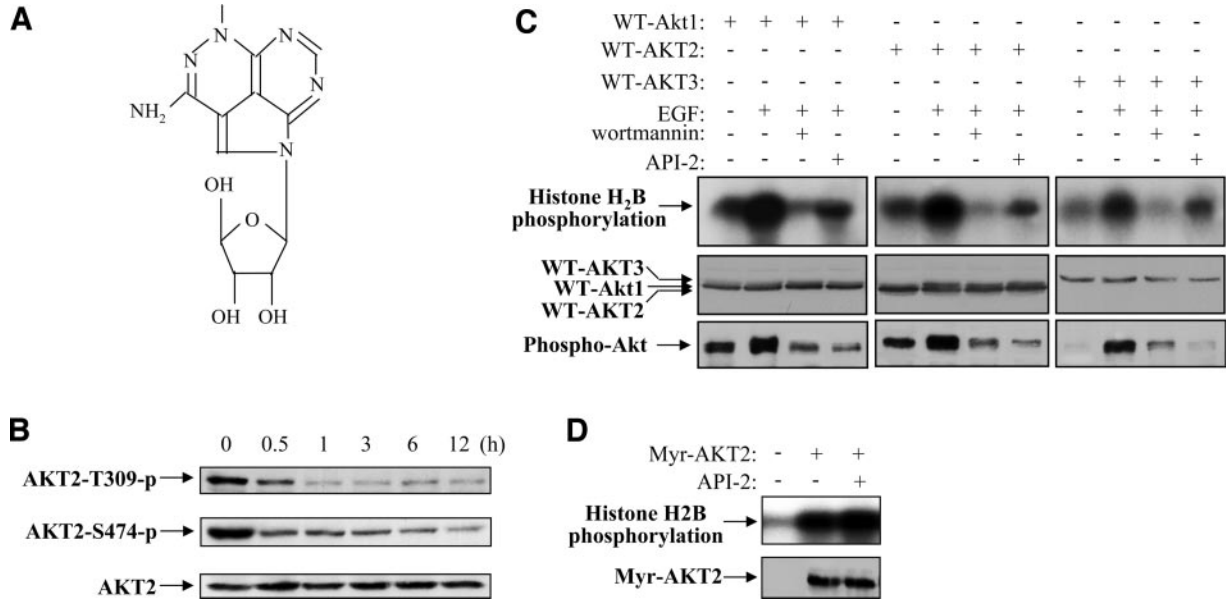 A
N
N
N
N
N
NH2
OH
O
OH
OH
B
0 0.5 1 3 6 12 (h)
AKT2-T309-p
AKT2-S474-p
AKT2
C
WT-Akt1: + + + + - - - - - - - -
WT-AKT2: - - - - + + + + - - - -
WT-AKT3: - - - - - - - - + + + +
EGF: - + + + - + + + - + + +
wortmannin: - - + - - - + - - - + -
API-2: - - - + - - - + - - - +
Histone H2B
phosphorylation
WT-AKT3
WT-Akt1
WT-AKT2
Phospho-Akt
D
Myr-AKT2: - + +
API-2: - - +
Histone H2B
phosphorylation
Myr-AKT2